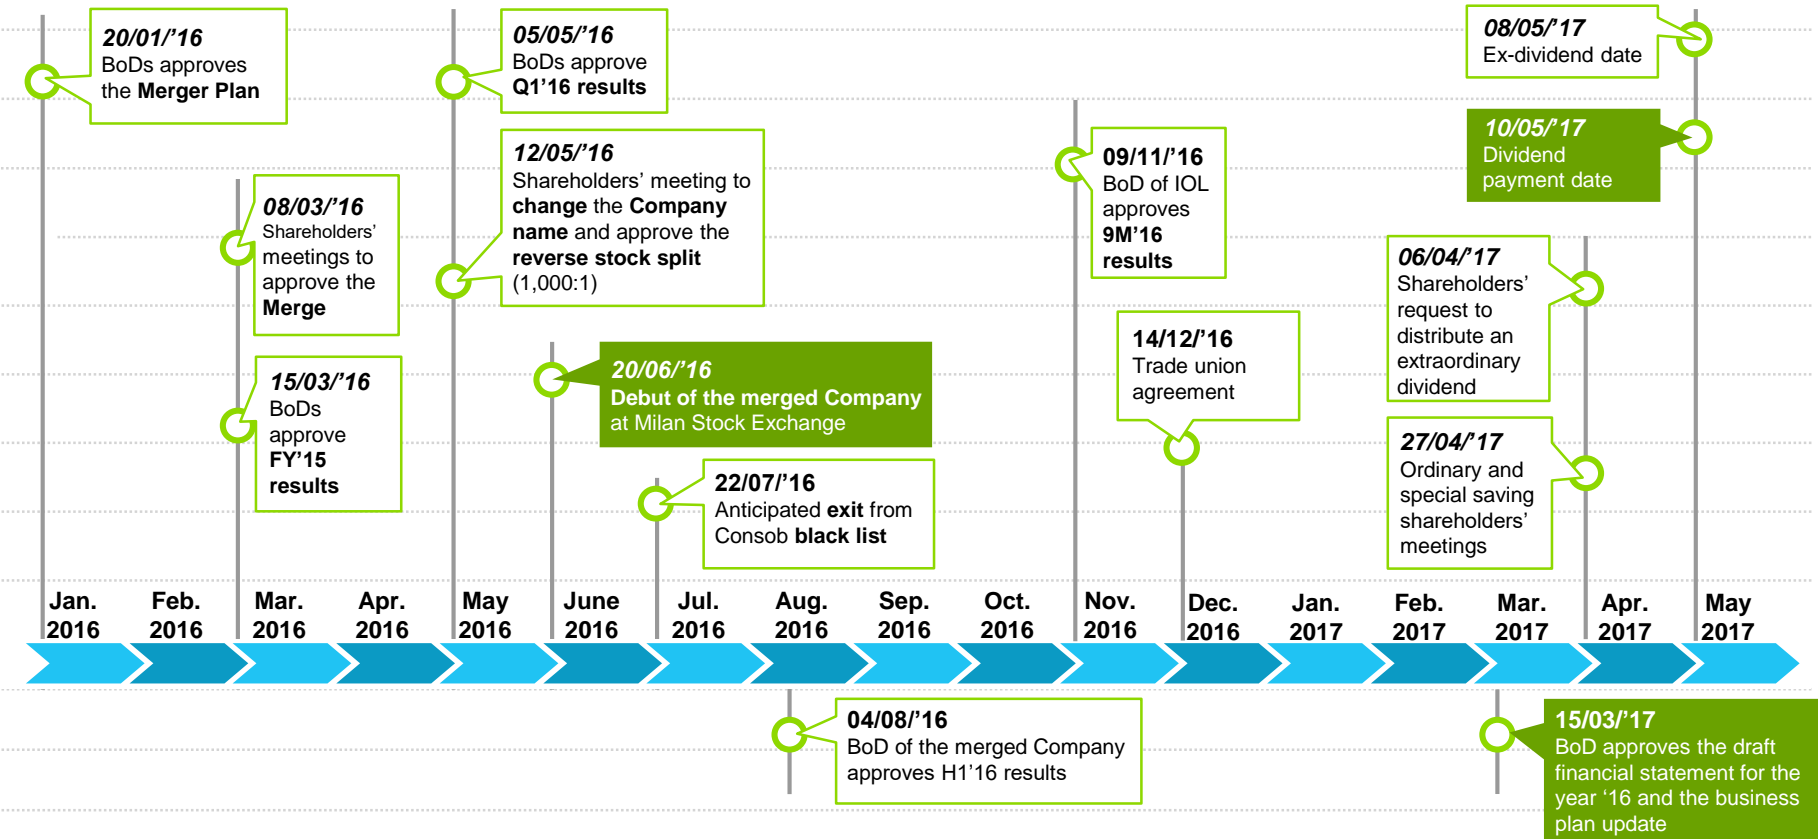 20/01/'16
BoDs approves
the Merger Plan
08/03/'16
Shareholders'
meetings to
approve the
Merge
15/03/'16
BoDs
approve
FY'15
results
05/05/'16
BoDs approve
Q1'16 results
12/05/'16
Shareholders' meeting to
change the Company
name and approve the
reverse stock split
(1,000:1)
20/06/'16
Debut of the merged Company
at Milan Stock Exchange
22/07/'16
Anticipated exit from
Consob black list
09/11/'16
BoD of IOL
approves
9M'16
results
14/12/'16
Trade union
agreement
08/05/'17
Ex-dividend date
10/05/'17
Dividend
payment date
06/04/'17
Shareholders'
request to
distribute an
extraordinary
dividend
27/04/'17
Ordinary and
special saving
shareholders'
meetings
Jan. Feb. Mar. Apr. May June Jul. Aug. Sep. Oct. Nov. Dec. Jan. Feb. Mar. Apr. May
2016 2016 2016 2016 2016 2016 2016 2016 2016 2016 2016 2016 2017 2017 2017 2017 2017
04/08/'16
BoD of the merged Company
approves H1'16 results
15/03/'17
BoD approves the draft
financial statement for the
year '16 and the business
plan update